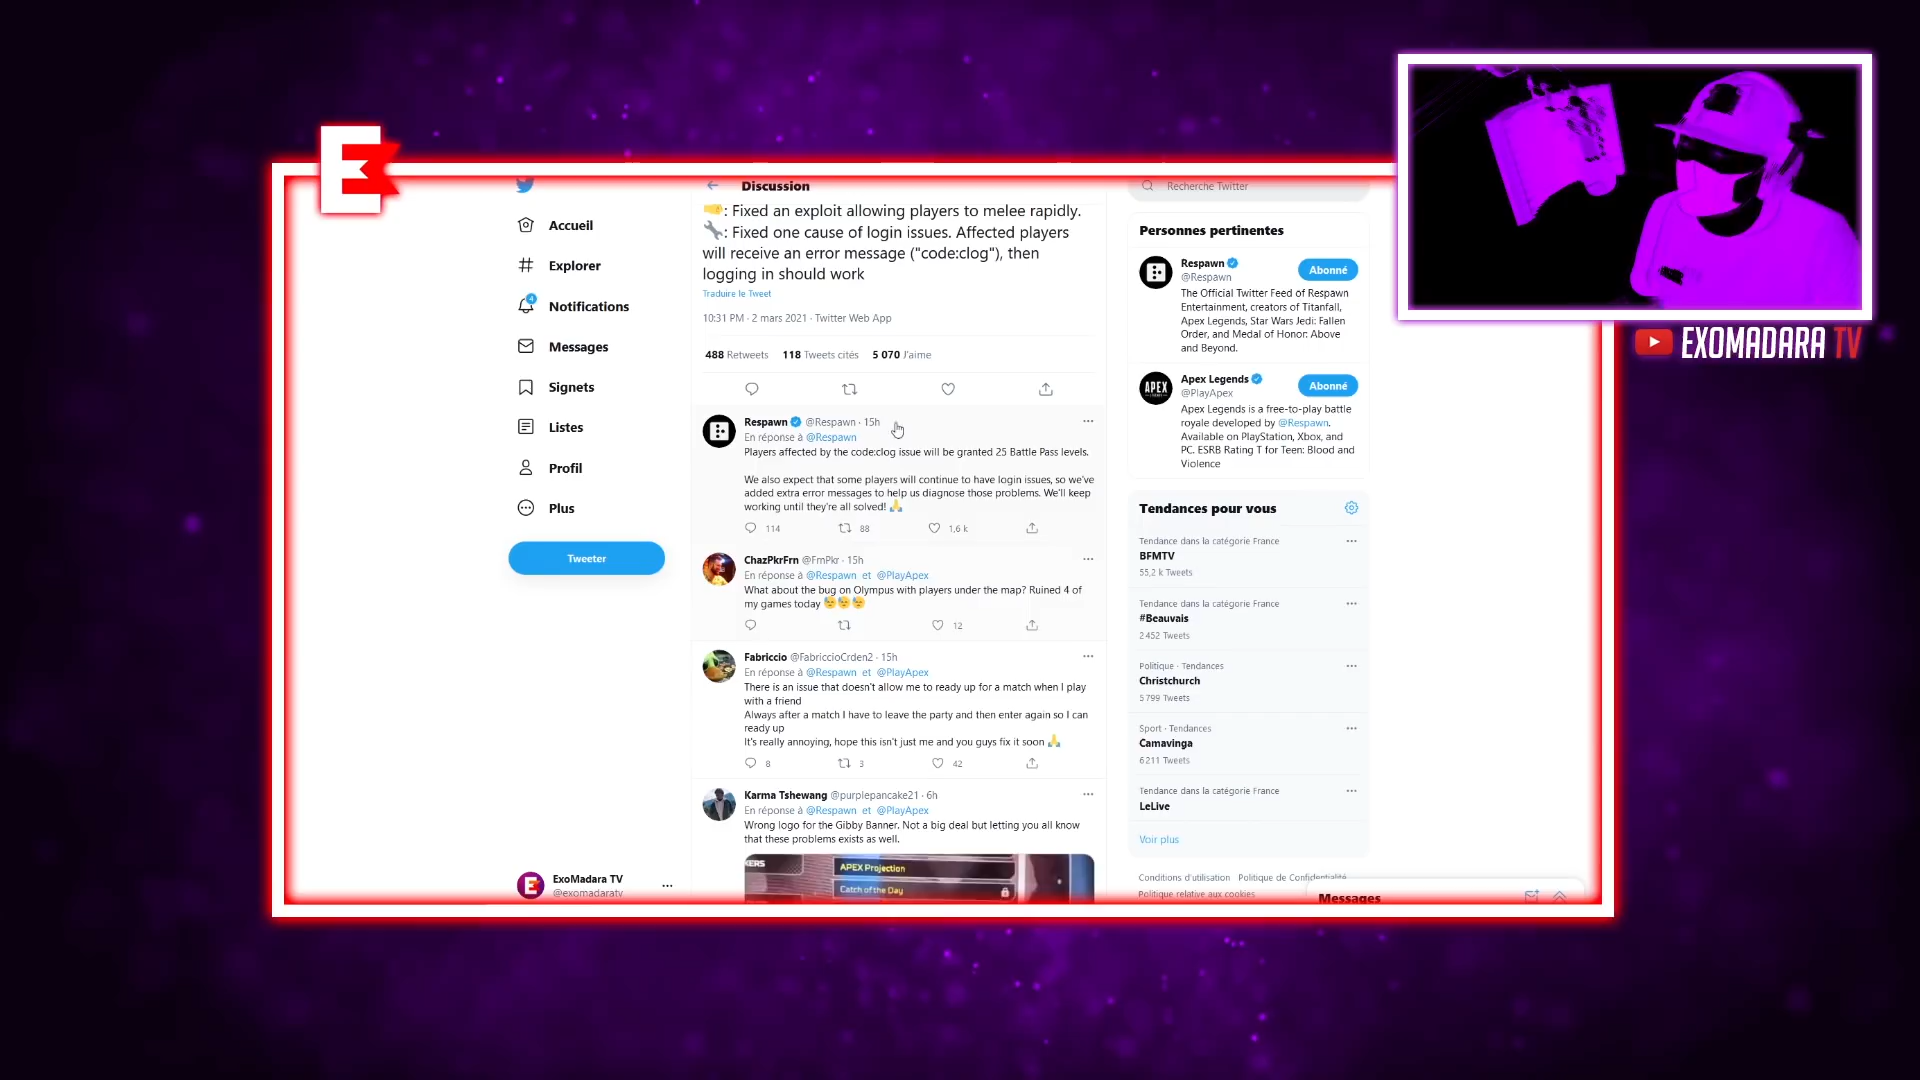 E
Discussion
Recherche Twitter
Accueil
Explorer
4
Notifications
Messages
Signets
Listes
Profil
Plus
Tweeter
ExoMadara TV
@exomadaratv
: Fixed an exploit allowing players to melee rapidly.
: Fixed one cause of login issues. Affected players
will receive an error message ("code:clog"), then
logging in should work
Traduire le Tweet
10:31 PM · 2 mars 2021 · Twitter Web App
488 Retweets 118 Tweets cités 5 070 J'aime
Respawn @Respawn · 15h
En réponse à @Respawn
Players affected by the code:clog issue will be granted 25 Battle Pass levels.
We also expect that some players will continue to have login issues, so we've
added extra error messages to help us diagnose those problems. We'll keep
working until they're all solved! 🙏
114 88 1,6 k
ChazPkrFrn @FrnPkr · 15h
En réponse à @Respawn et @PlayApex
What about the bug on Olympus with players under the map? Ruined 4 of
my games today
12
Fabriccio @FabriccioCrden2 · 15h
En réponse à @Respawn et @PlayApex
There is an issue that doesn't allow me to ready up for a match when I play
with a friend
Always after a match I have to leave the party and then enter again so I can
ready up
It's really annoying, hope this isn't just me and you guys fix it soon 🙏
8 3 42
Karma Tshewang @purplepancake21 · 6h
En réponse à @Respawn et @PlayApex
Wrong logo for the Gibby Banner. Not a big deal but letting you all know
that these problems exists as well.
KERS
APEX Projection
Catch of the Day
Personnes pertinentes
Respawn
@Respawn
Abonné
The Official Twitter Feed of Respawn
Entertainment, creators of Titanfall,
Apex Legends, Star Wars Jedi: Fallen
Order, and Medal of Honor: Above
and Beyond.
APEX
Apex Legends
@PlayApex
Abonné
Apex Legends is a free-to-play battle
royale developed by @Respawn.
Available on PlayStation, Xbox, and
PC. ESRB Rating T for Teen: Blood and
Violence
Tendances pour vous
Tendance dans la catégorie France
BFMTV
55,2 k Tweets
Tendance dans la catégorie France
#Beauvais
2 452 Tweets
Politique · Tendances
Christchurch
5 799 Tweets
Sport · Tendances
Camavinga
6 211 Tweets
Tendance dans la catégorie France
LeLive
Voir plus
Conditions d'utilisation Politique de Confidentialité
Politique relative aux cookies
Messages
EXOMADARA TV